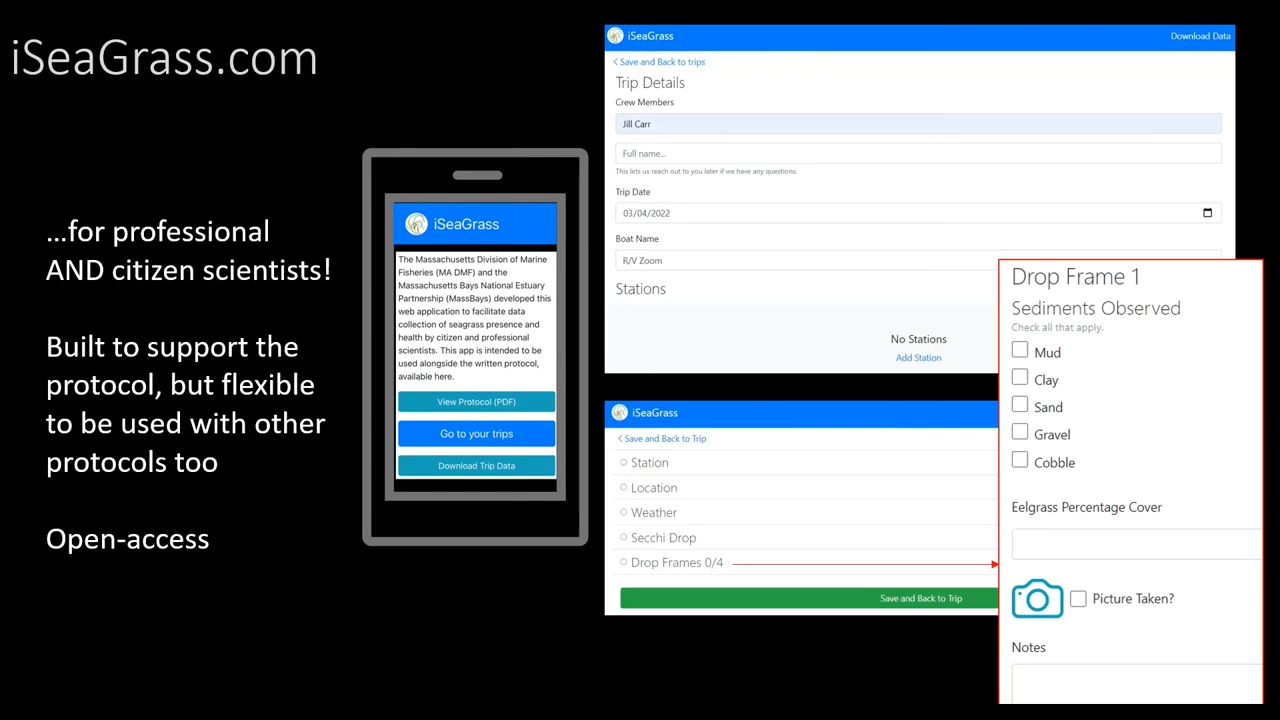 iSeaGrass.com
...for professional
AND citizen scientists!
Built to support the
protocol, but flexible
to be used with other
protocols too
Open-access
iSeaGrass
The Massachusetts Division of Marine
Fisheries (MA DMF) and the
Massachusetts Bays National Estuary
Partnership (MassBays) developed this
web application to facilitate data
collection of seagrass presence and
health by citizen and professional
scientists. This app is intended to be
used alongside the written protocol,
available here.
View Protocol (PDF)
Go to your trips
Download Trip Data
iSeaGrass
Download Data
< Save and Back to trips
Trip Details
Crew Members
Jill Carr
Full name...
This lets us reach out to you later if we have any questions.
Trip Date
03/04/2022
Boat Name
R/V Zoom
Stations
No Stations
Add Station
iSeaGrass
< Save and Back to Trip
Station
Location
Weather
Secchi Drop
Drop Frames 0/4
Save and Back to Trip
Drop Frame 1
Sediments Observed
Check all that apply.
Mud
Clay
Sand
Gravel
Cobble
Eelgrass Percentage Cover
Picture Taken?
Notes